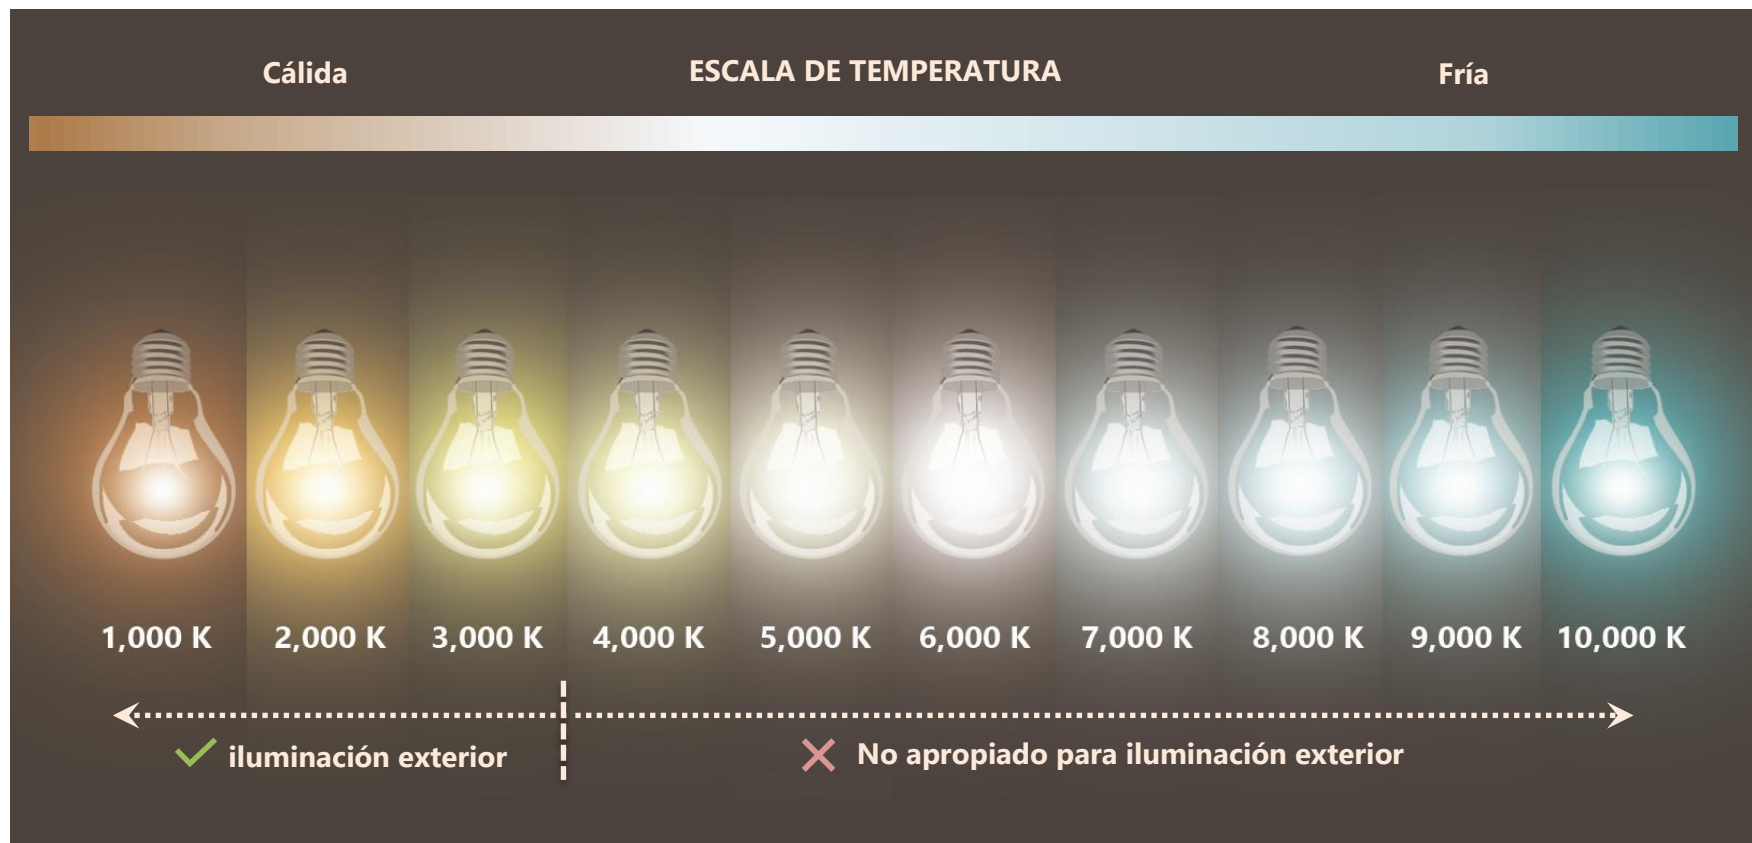 Cálida
ESCALA DE TEMPERATURA
Fría
1,000 K
2,000 K
3,000 K
4,000 K
5,000 K
6,000 K
7,000 K
8,000 K
9,000 K
10,000 K
iluminación exterior
No apropiado para iluminación exterior